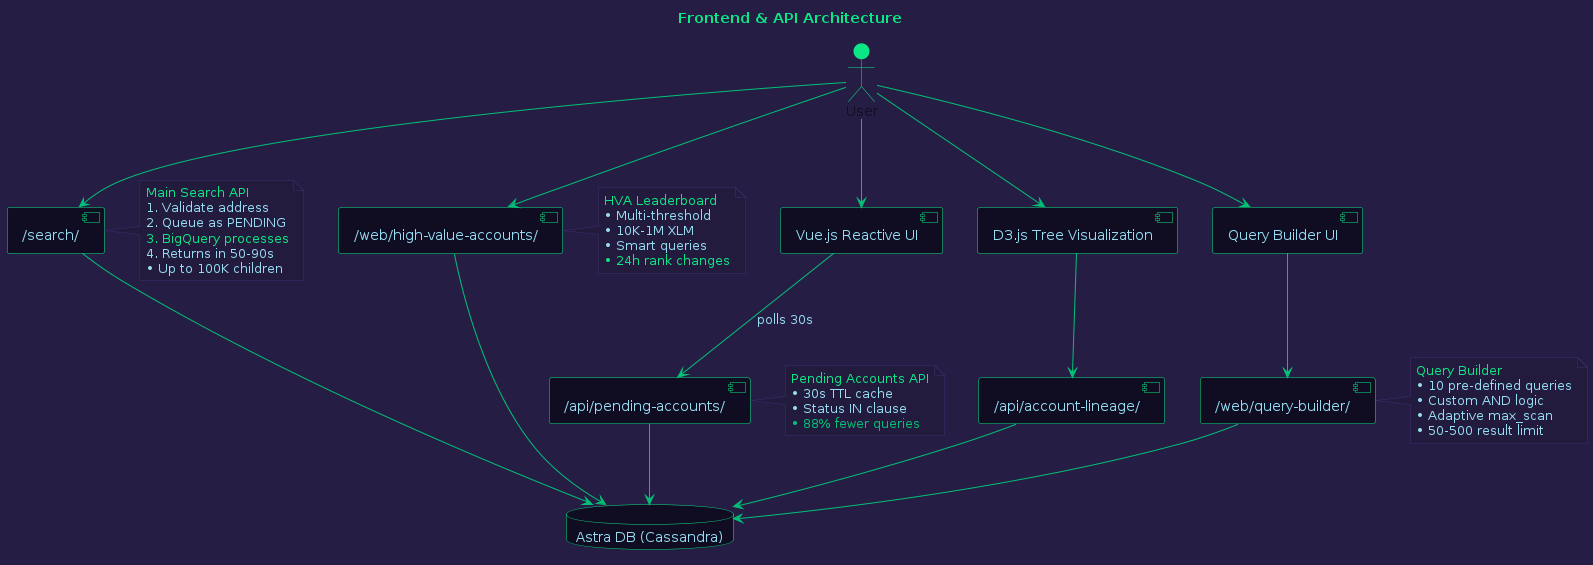 Frontend & API Architecture
User
/search/
Main Search API
1. Validate address
2. Queue as PENDING
3. BigQuery processes
4. Returns in 50-90s
• Up to 100K children
/web/high-value-accounts/
HVA Leaderboard
• Multi-threshold
• 10K-1M XLM
• Smart queries
• 24h rank changes
Vue.js Reactive UI
D3.js Tree Visualization
Query Builder UI
polls 30s
/api/pending-accounts/
Pending Accounts API
• 30s TTL cache
• Status IN clause
• 88% fewer queries
/api/account-lineage/
/web/query-builder/
Query Builder
• 10 pre-defined queries
• Custom AND logic
• Adaptive max_scan
• 50-500 result limit
Astra DB (Cassandra)